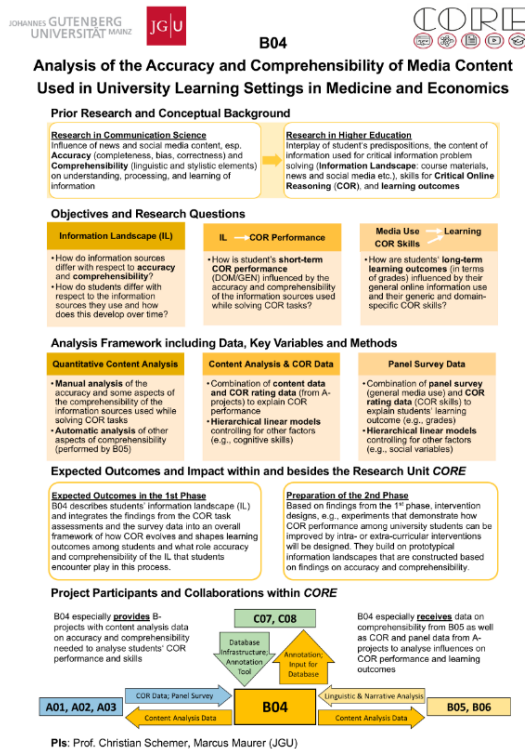 JOHANNES GUTENBERG
UNIVERSITÄT MAINZ
JG|U
CORE
B04
Analysis of the Accuracy and Comprehensibility of Media Content
Used in University Learning Settings in Medicine and Economics
Prior Research and Conceptual Background
Research in Communication Science
Influence of news and social media content, esp.
Accuracy (completeness, bias, correctness) and
Comprehensibility (linguistic and stylistic elements)
on understanding, processing, and learning of
information
Research in Higher Education
Interplay of student's predispositions, the content of
information used for critical information problem
solving (Information Landscape: course materials,
news and social media etc.), skills for Critical Online
Reasoning (COR), and learning outcomes
Objectives and Research Questions
Information Landscape (IL)
• How do information sources
differ with respect to accuracy
and comprehensibility?
• How do students differ with
respect to the information
sources they use and how
does this develop over time?
IL → COR Performance
• How is student's short-term
COR performance
(DOM/GEN) influenced by the
accuracy and comprehensibility
of the information sources used
while solving COR tasks?
Media Use → Learning
COR Skills
• How are students' long-term
learning outcomes (in terms
of grades) influenced by their
general online information use
and their generic and domain-
specific COR skills?
Analysis Framework including Data, Key Variables and Methods
Quantitative Content Analysis
• Manual analysis of the
accuracy and some aspects
of the comprehensibility of the
information sources used while
solving COR tasks
• Automatic analysis of other
aspects of comprehensibility
(performed by B05)
Content Analysis & COR Data
• Combination of content data
and COR rating data (from A-
projects) to explain COR
performance
• Hierarchical linear models
controlling for other factors
(e.g., cognitive skills)
Panel Survey Data
• Combination of panel survey
(general media use) and COR
rating data (COR skills) to
explain students' learning
outcome (e.g., grades)
• Hierarchical linear models
controlling for other factors
(e.g., social variables)
Expected Outcomes and Impact within and besides the Research Unit CORE
Expected Outcomes in the 1st Phase
B04 describes students' information landscape (IL)
and integrates the findings from the COR task
assessments and the survey data into an overall
framework of how COR evolves and shapes learning
outcomes among students and what role accuracy
and comprehensibility of the IL that students
encounter play in this process.
Preparation of the 2nd Phase
Based on findings from the 1st phase, intervention
designs, e.g., experiments that demonstrate how
COR performance among university students can be
improved by intra- or extra-curricular interventions
will be designed. They build on prototypical
information landscapes that are constructed based
on findings on accuracy and comprehensibility.
Project Participants and Collaborations within CORE
B04 especially provides B-
projects with content analysis data
on accuracy and comprehensibility
needed to analyse students' COR
performance and skills
C07, C08
Database
Infrastructure;
Annotation
Tool
Annotation;
Input for
Database
B04 especially receives data on
comprehensibility from B05 as well
as COR and panel data from A-
projects to analyse influences on
COR performance and learning
outcomes
A01, A02, A03
COR Data; Panel Survey
Content Analysis Data
B04
Linguistic & Narrative Analysis
Content Analysis Data
B05, B06
PIs: Prof. Christian Schemer, Marcus Maurer (JGU)